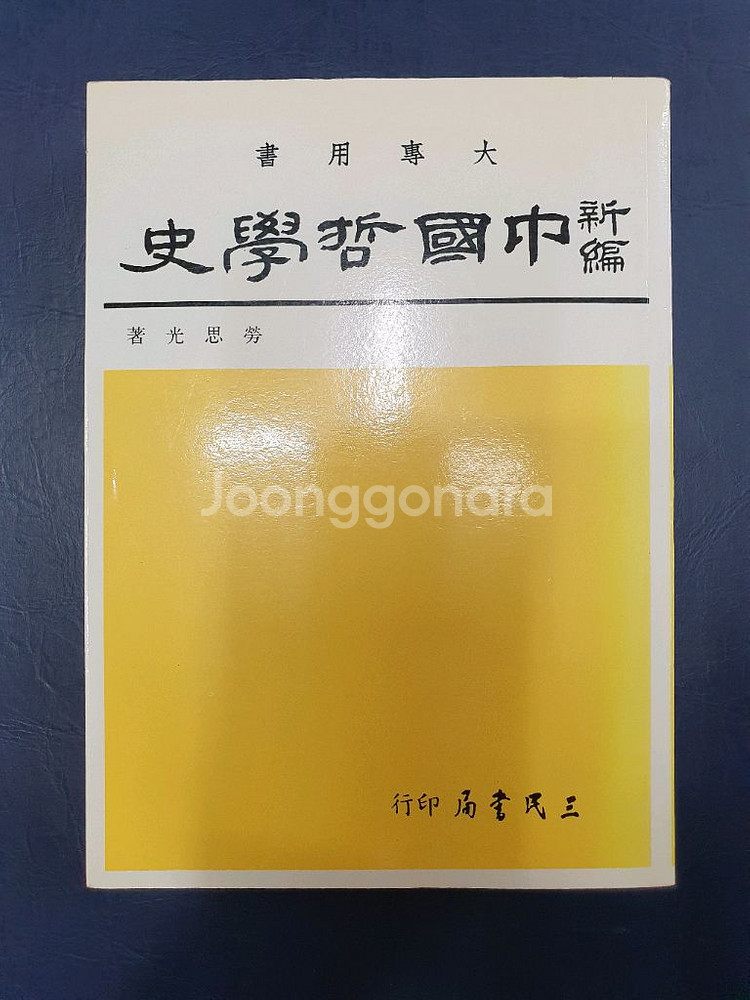 大專用書
新編
中國哲學史
勞思光著
Joonggonara
三民書局印行